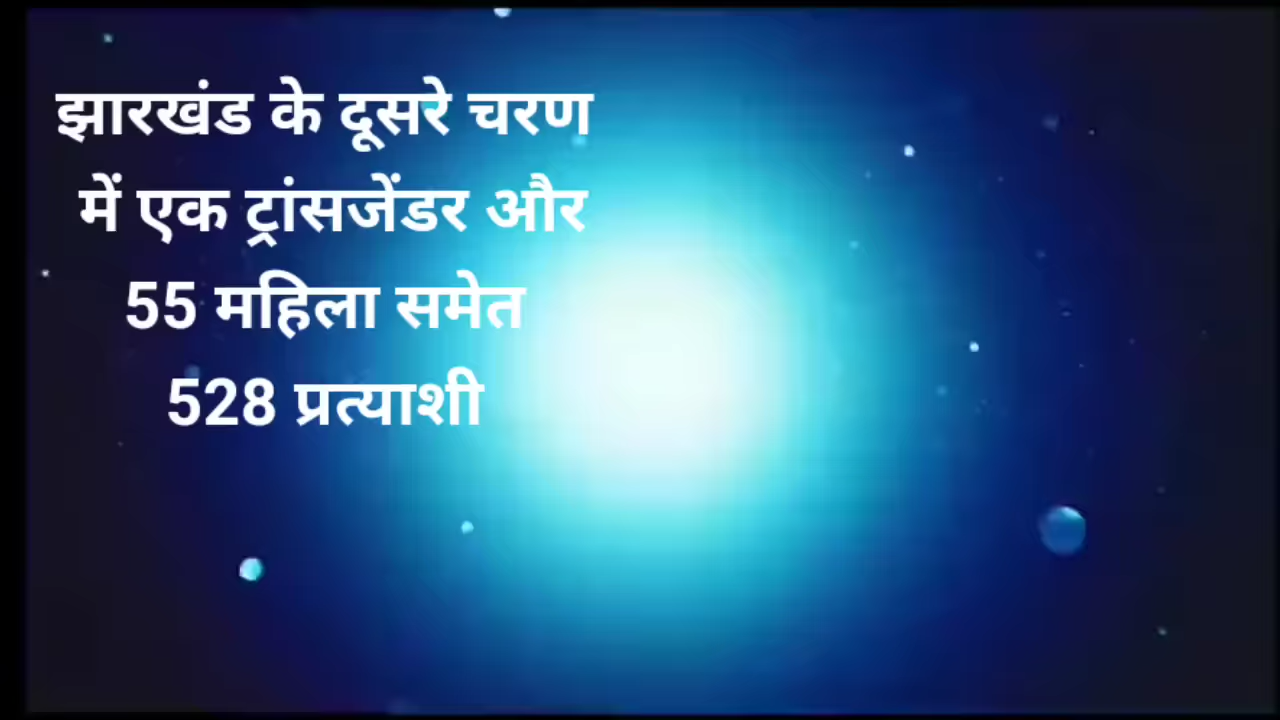 झारखंड के दूसरे चरण
में एक ट्रांसजेंडर और
55 महिला समेत
528 प्रत्याशी